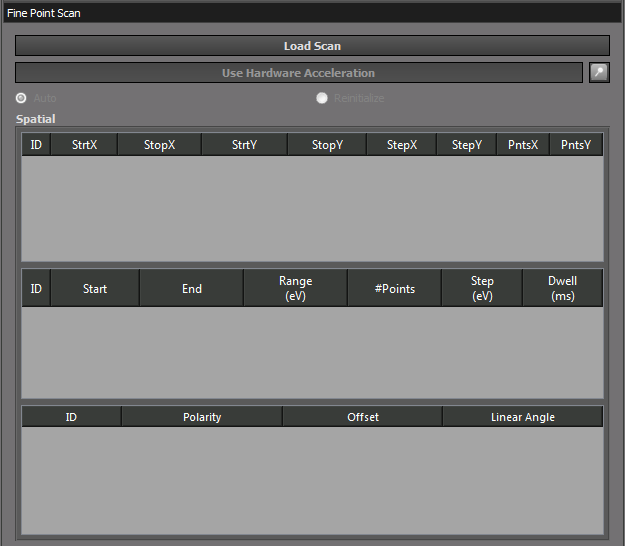 Fine Point Scan
Load Scan
Use Hardware Acceleration
Auto Reinitialize
Spatial
ID StrtX StopX StrtY StopY StepX StepY PntsX PntsY
ID Start End Range (eV) #Points Step (eV) Dwell (ms)
ID Polarity Offset Linear Angle